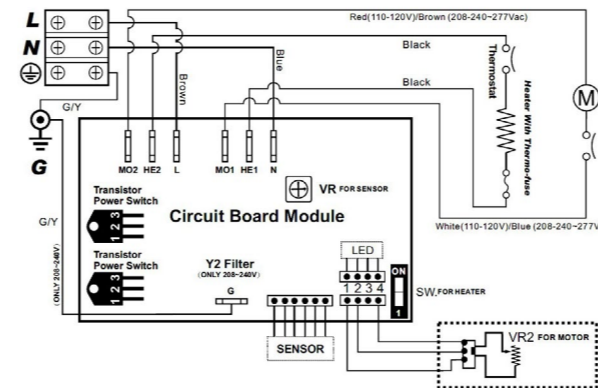 L
N
G
G/Y
G/Y
(ONLY 208~240V)
Red(110-120V)/Brown (208-240~277Vac)
Black
Black
Brown
Blue
Thermostat
Heater With Thermo-fuse
M
White(110-120V)/Blue (208-240~277V
MO2 HE2 L MO1 HE1 N
VR FOR SENSOR
Circuit Board Module
Transistor
Power Switch
1 2 3
Transistor
Power Switch
1 2 3
Y2 Filter
(ONLY 208~240V)
G
LED
1 2 3 4
ON
1
SW.FOR HEATER
SENSOR
VR2 FOR MOTOR